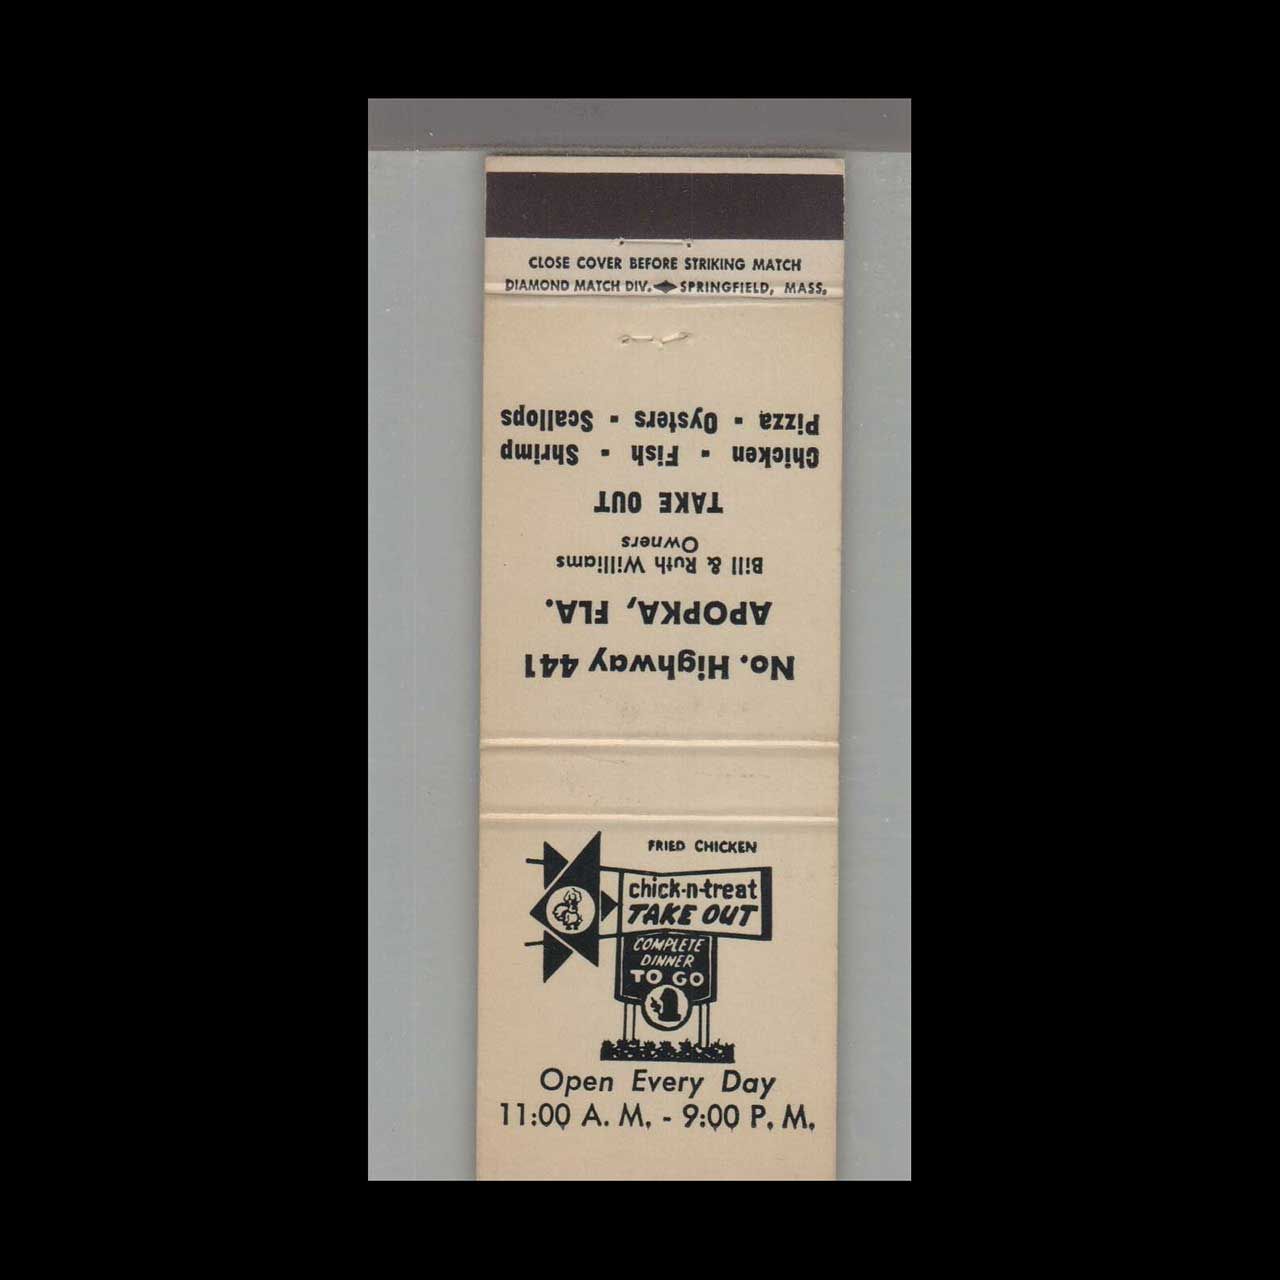 CLOSE COVER BEFORE STRIKING MATCH
DIAMOND MATCH DIV. SPRINGFIELD, MASS.
No. Highway 441
APOPKA, FLA.
Bill & Ruth Williams
Owners
TAKE OUT
Chicken - Fish - Shrimp
Pizza - Oysters - Scallops
FRIED CHICKEN
chick-n-treat
TAKE OUT
COMPLETE
DINNER
TO GO
Open Every Day
11:00 A. M. - 9:00 P. M.